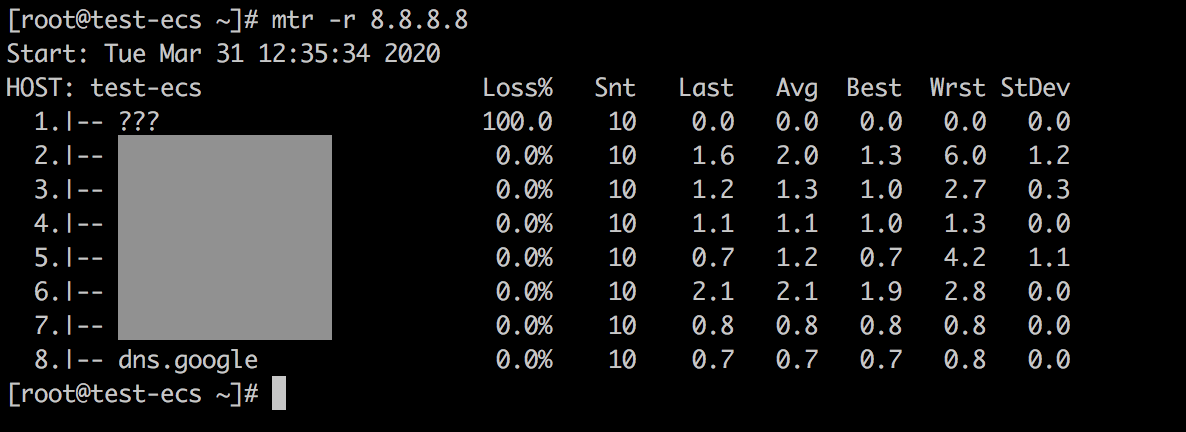 [root@test-ecs ~]# mtr -r 8.8.8.8
Start: Tue Mar 31 12:35:34 2020
HOST: test-ecs                    Loss%   Snt   Last   Avg  Best  Wrst StDev
  1.|-- ???                       100.0    10    0.0   0.0   0.0   0.0   0.0
  2.|--                            0.0%    10    1.6   2.0   1.3   6.0   1.2
  3.|--                            0.0%    10    1.2   1.3   1.0   2.7   0.3
  4.|--                            0.0%    10    1.1   1.1   1.0   1.3   0.0
  5.|--                            0.0%    10    0.7   1.2   0.7   4.2   1.1
  6.|--                            0.0%    10    2.1   2.1   1.9   2.8   0.0
  7.|--                            0.0%    10    0.8   0.8   0.8   0.8   0.0
  8.|-- dns.google                 0.0%    10    0.7   0.7   0.7   0.8   0.0
[root@test-ecs ~]#